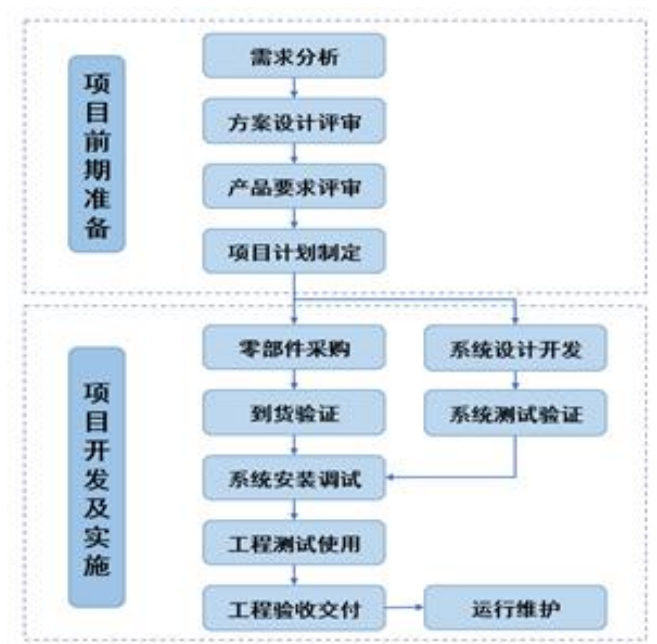 项目前期准备
需求分析
方案设计评审
产品要求评审
项目计划制定
项目开发及实施
零部件采购
系统设计开发
到货验证
系统测试验证
系统安装调试
工程测试使用
工程验收交付
运行维护